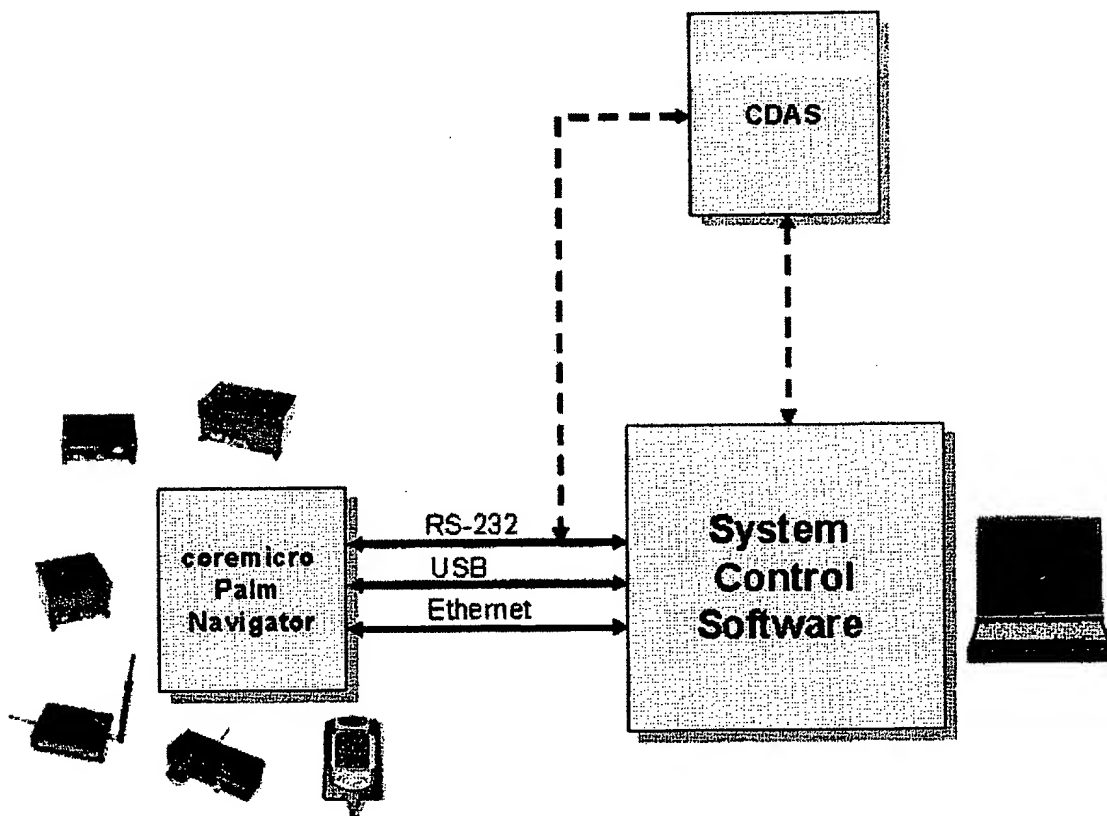 CDAS
RS-232
USB
Ethernet
coremicro
Palm
Navigator
System
Control
Software